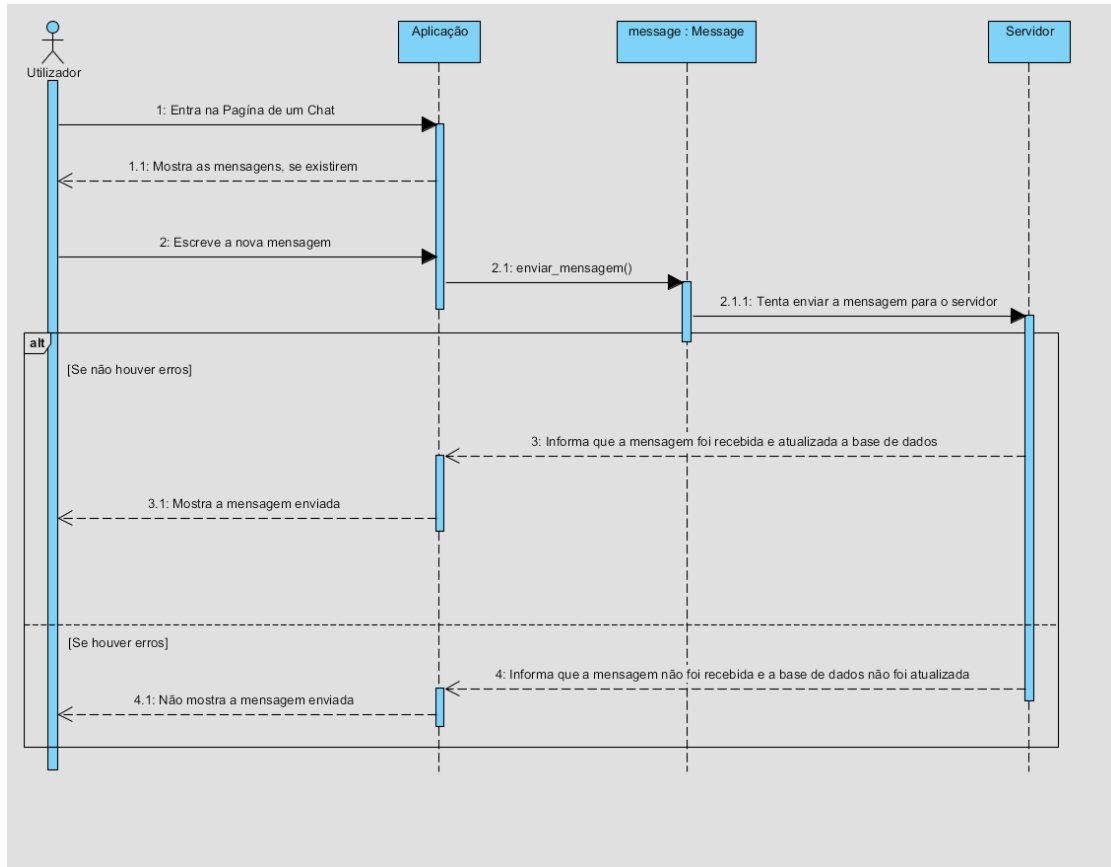 Utilizador
Aplicação
message : Message
Servidor
1: Entra na Pagína de um Chat
1.1: Mostra as mensagens, se existirem
2: Escreve a nova mensagem
2.1: enviar_mensagem()
2.1.1: Tenta enviar a mensagem para o servidor
alt
[Se não houver erros]
3: Informa que a mensagem foi recebida e atualizada a base de dados
3.1: Mostra a mensagem enviada
[Se houver erros]
4: Informa que a mensagem não foi recebida e a base de dados não foi atualizada
4.1: Não mostra a mensagem enviada